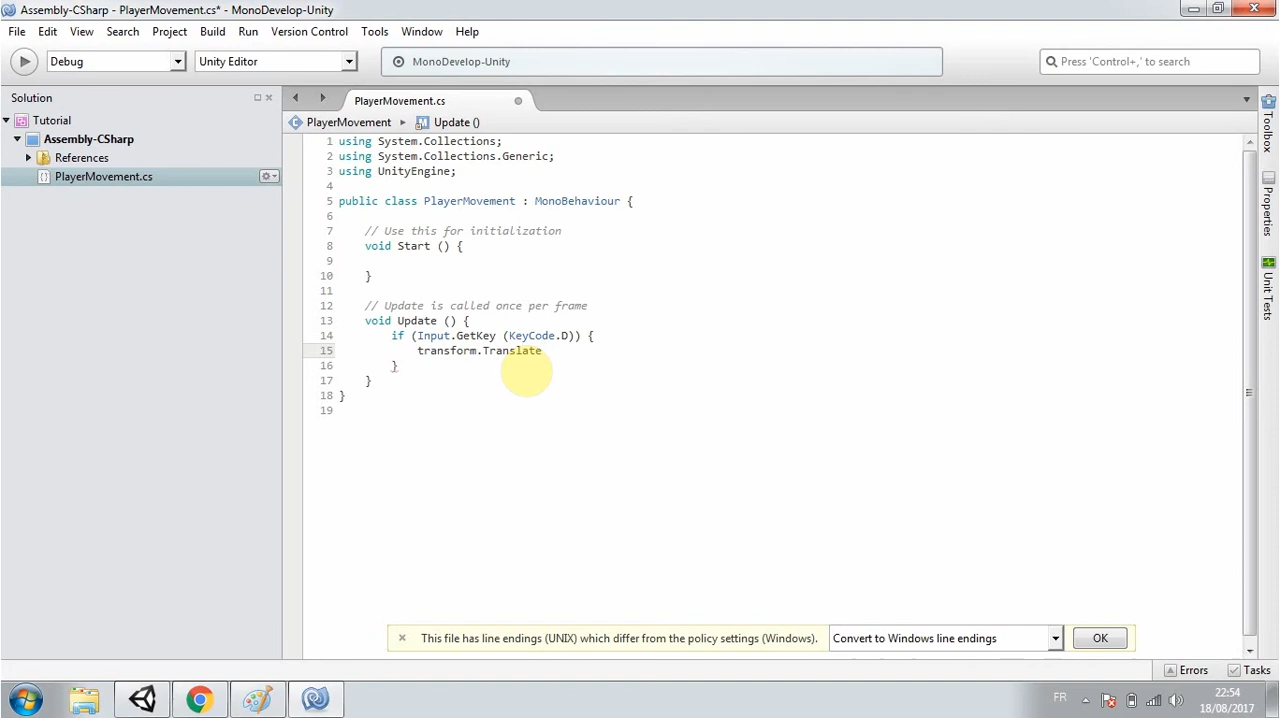 Assembly-CSharp - PlayerMovement.cs* - MonoDevelop-Unity
File Edit View Search Project Build Run Version Control Tools Window Help
Debug Unity Editor MonoDevelop-Unity Press 'Control+,' to search
Solution
Tutorial
Assembly-CSharp
References
PlayerMovement.cs
PlayerMovement.cs
PlayerMovement Update ()
1 using System.Collections;
2 using System.Collections.Generic;
3 using UnityEngine;
4
5 public class PlayerMovement : MonoBehaviour {
6
7 // Use this for initialization
8 void Start () {
9
10 }
11
12 // Update is called once per frame
13 void Update () {
14 if (Input.GetKey (KeyCode.D)) {
15 transform.Translate
16 }
17 }
18 }
19
Toolbox
Properties
Unit Tests
This file has line endings (UNIX) which differ from the policy settings (Windows). Convert to Windows line endings OK
Errors Tasks
FR
22:54
18/08/2017